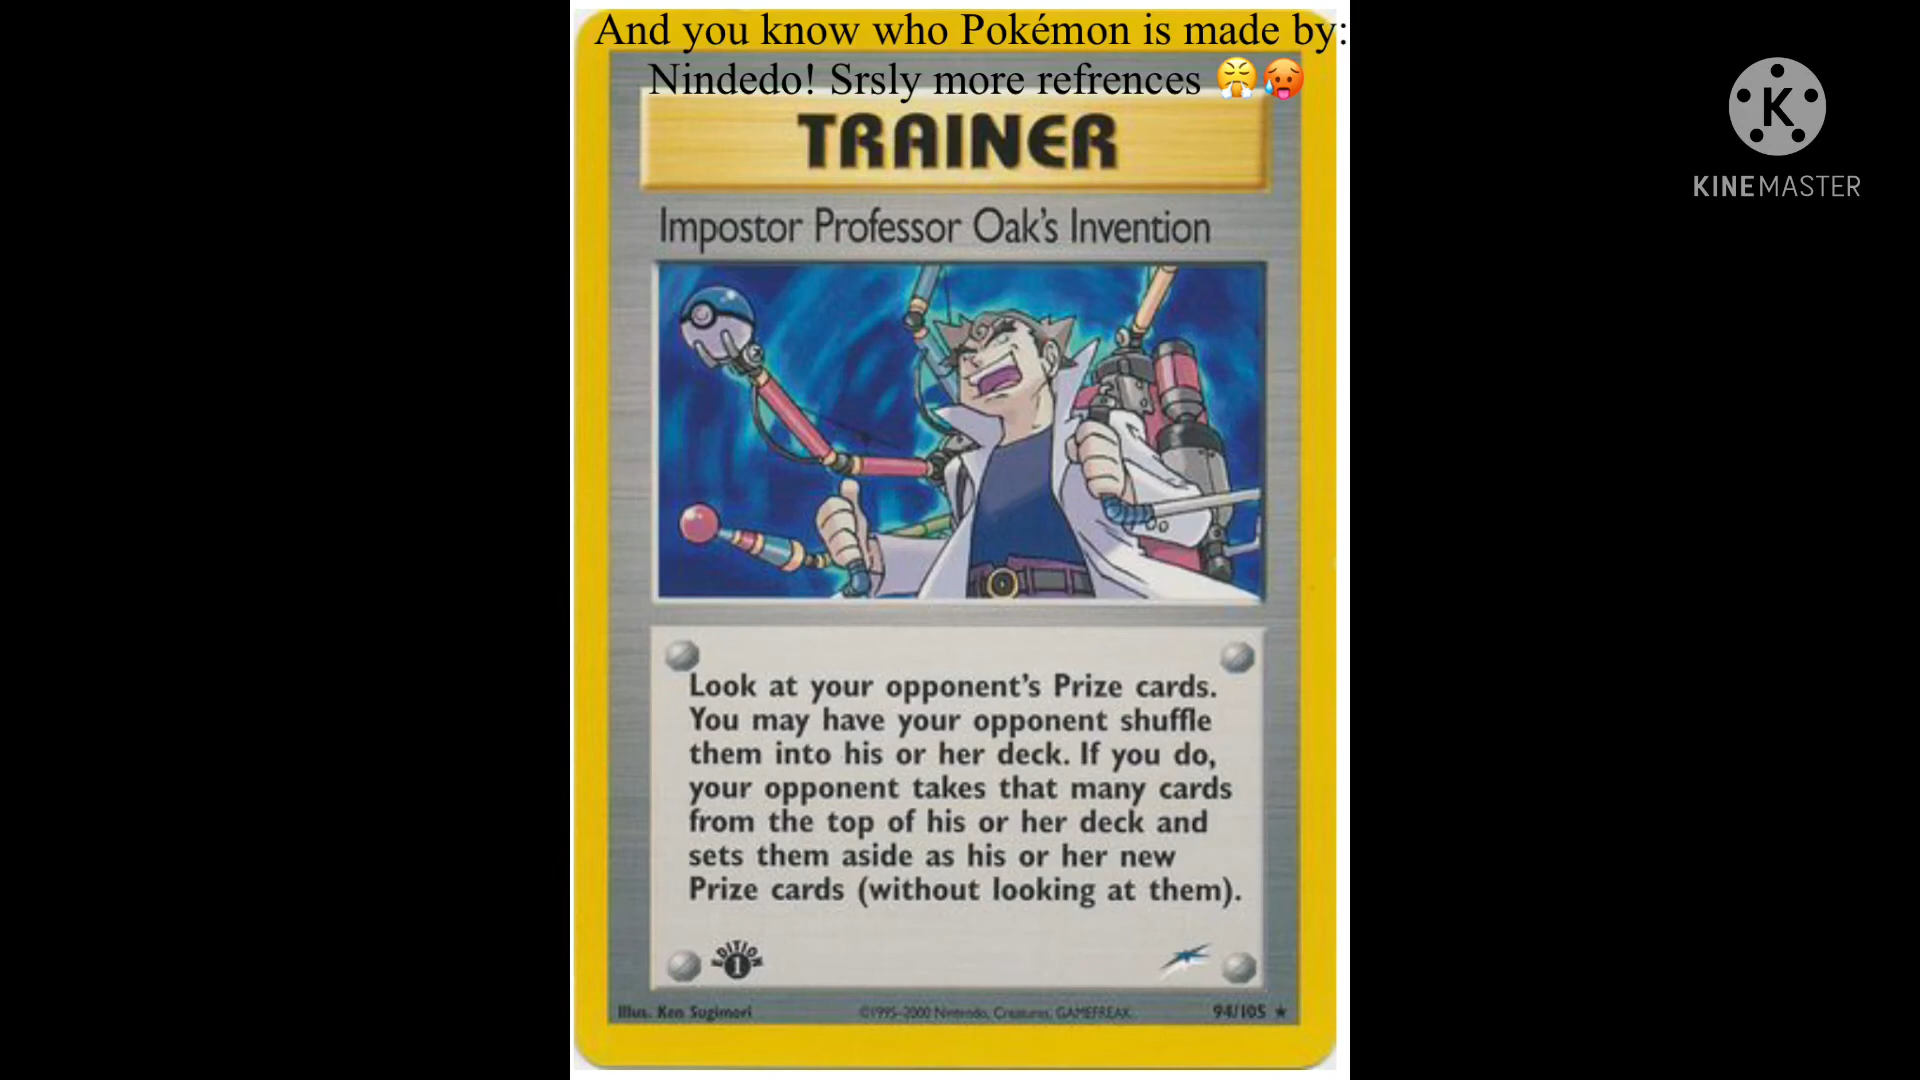 And you know who Pokémon is made by:
Nindedo! Srsly more refrences 😤🥵
K
KINEMASTER
TRAINER
Impostor Professor Oak's Invention
Look at your opponent's Prize cards.
You may have your opponent shuffle
them into his or her deck. If you do,
your opponent takes that many cards
from the top of his or her deck and
sets them aside as his or her new
Prize cards (without looking at them).
EDITION
1
Illus. Ken Sugimori
©1995-2000 Nintendo, Creatures, GAMEFREAK.
94/105 ★